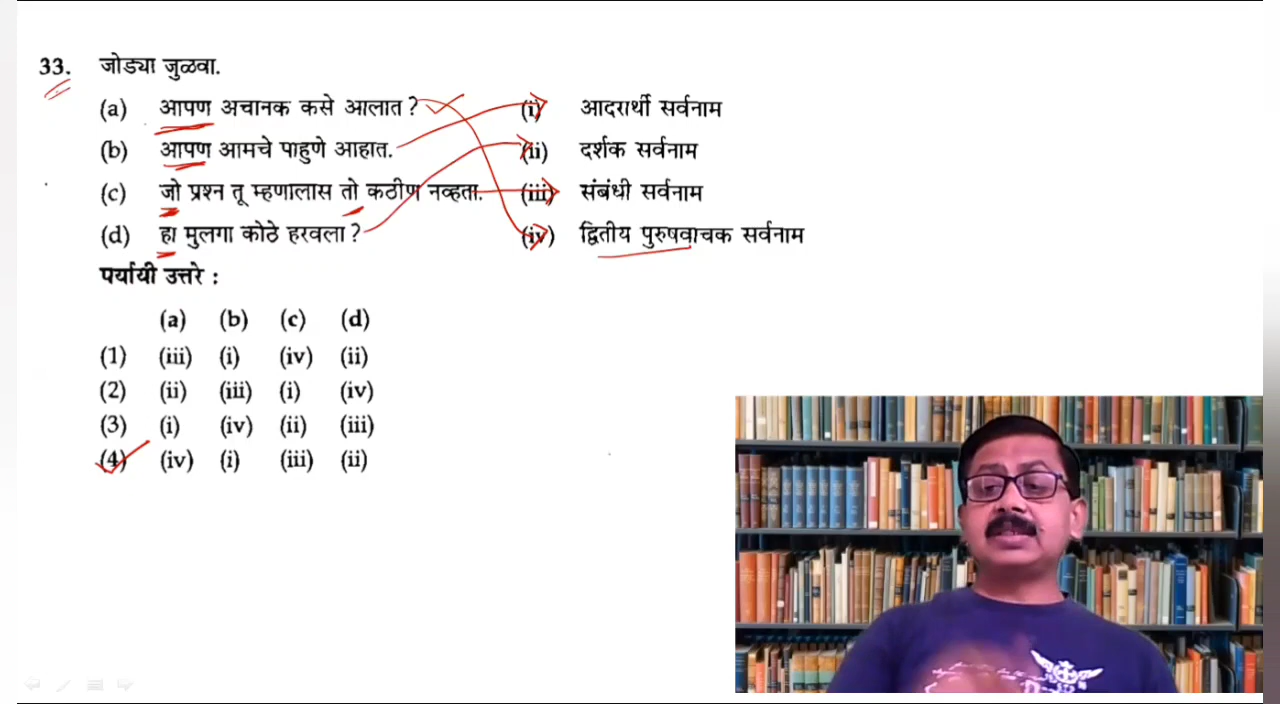 33. जोड्या जुळवा.
(a) आपण अचानक कसे आलात ? (i) आदरार्थी सर्वनाम
(b) आपण आमचे पाहुणे आहात. (ii) दर्शक सर्वनाम
(c) जो प्रश्न तू म्हणालास तो कठीण नव्हता. (iii) संबंधी सर्वनाम
(d) हा मुलगा कोठे हरवला ? (iv) द्वितीय पुरुषवाचक सर्वनाम
पर्यायी उत्तरे :
(a) (b) (c) (d)
(1) (iii) (i) (iv) (ii)
(2) (ii) (iii) (i) (iv)
(3) (i) (iv) (ii) (iii)
(4) (iv) (i) (iii) (ii)